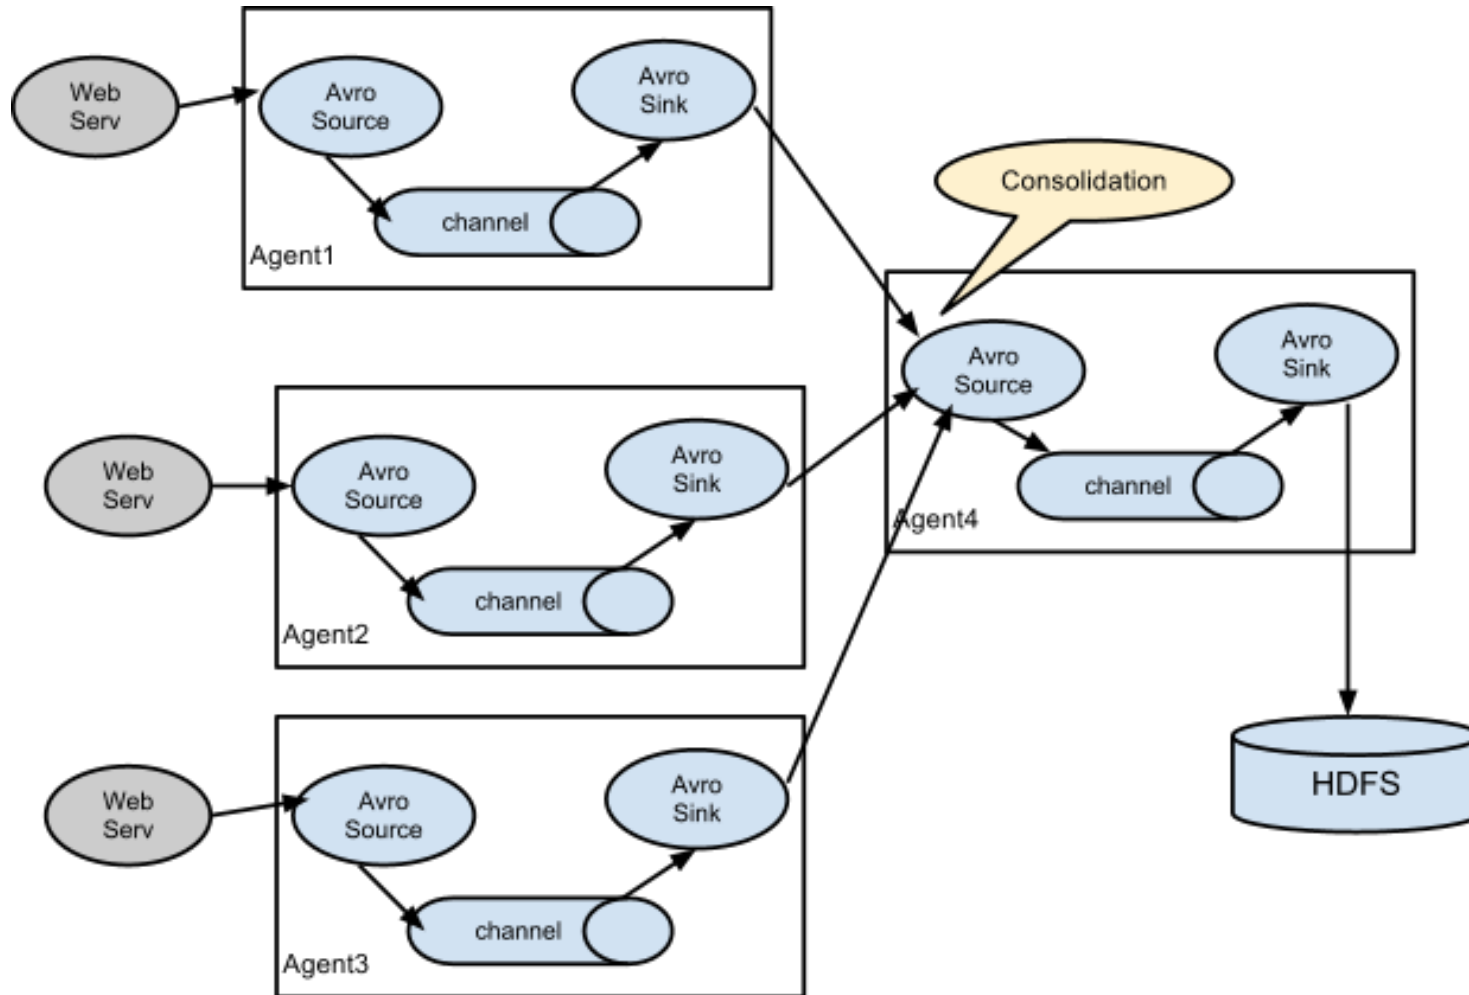 Web
Serv
Avro
Source
Avro
Sink
channel
Agent1
Consolidation
Web
Serv
Avro
Source
Avro
Sink
channel
Agent2
Avro
Source
Avro
Sink
channel
Agent4
Web
Serv
Avro
Source
Avro
Sink
channel
Agent3
HDFS